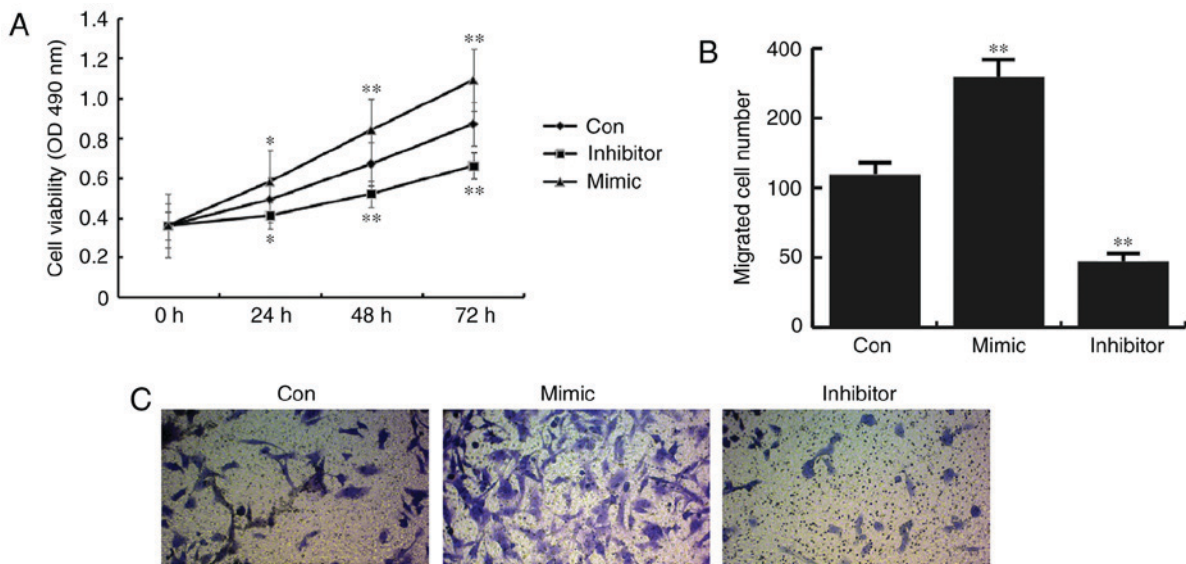 A
Cell viability (OD 490 nm)
1.4
1.2
1.0
0.8
0.6
0.4
0.2
0
0 h
24 h
48 h
72 h
*
**
**
*
**
**
Con
Inhibitor
Mimic
B
Migrated cell number
400
200
100
50
0
**
**
Con
Mimic
Inhibitor
C
Con
Mimic
Inhibitor